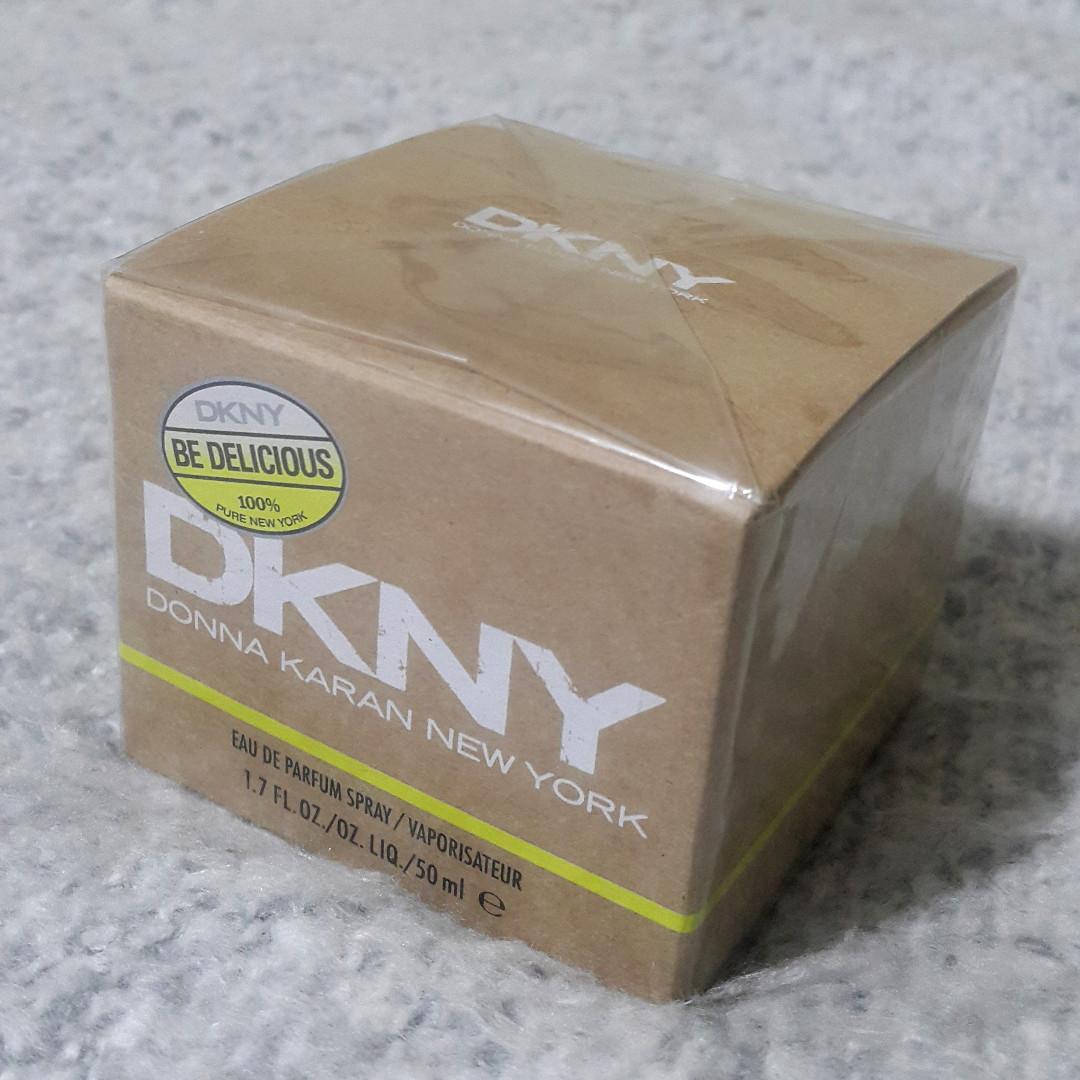 DKNY
DONNA KARAN NEW YORK
DKNY
BE DELICIOUS
100%
PURE NEW YORK
DKNY
DONNA KARAN NEW YORK
EAU DE PARFUM SPRAY / VAPORISATEUR
1.7 FL. OZ./OZ. LIQ./50 ml ℮